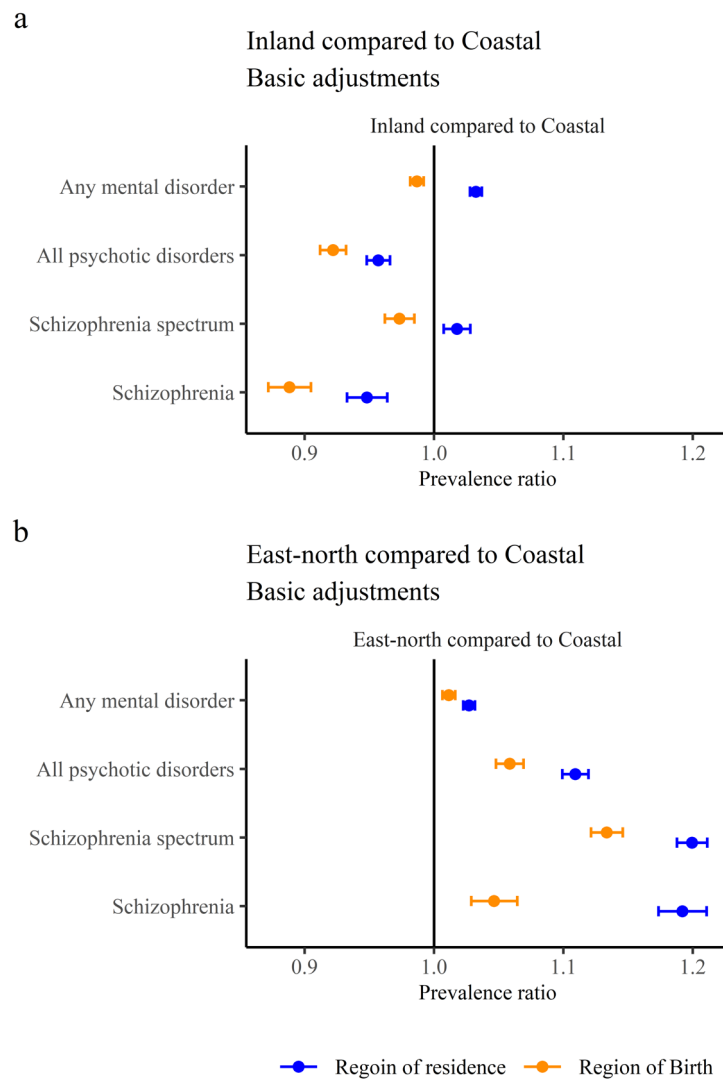 a
Inland compared to Coastal
Basic adjustments
Inland compared to Coastal
Any mental disorder
All psychotic disorders
Schizophrenia spectrum
Schizophrenia
0.9 1.0 1.1 1.2
Prevalence ratio
b
East-north compared to Coastal
Basic adjustments
East-north compared to Coastal
Any mental disorder
All psychotic disorders
Schizophrenia spectrum
Schizophrenia
0.9 1.0 1.1 1.2
Prevalence ratio
Regoin of residence Region of Birth